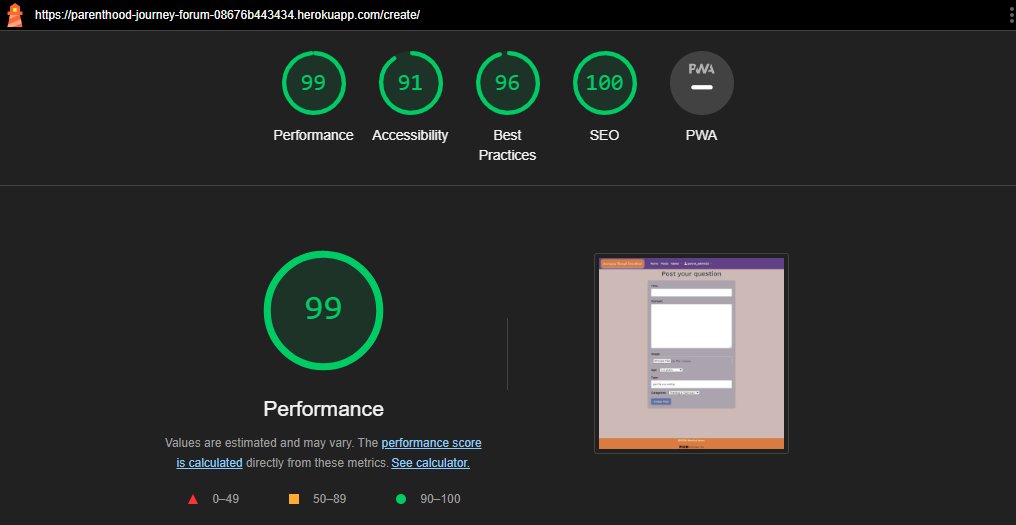 https://parenthood-journey-forum-08676b443434.herokuapp.com/create/
99
91
96
100
PWA
Performance
Accessibility
Best
Practices
SEO
PWA
99
Performance
Values are estimated and may vary. The performance score
is calculated directly from these metrics. See calculator.
0–49
50–89
90–100
Post your question